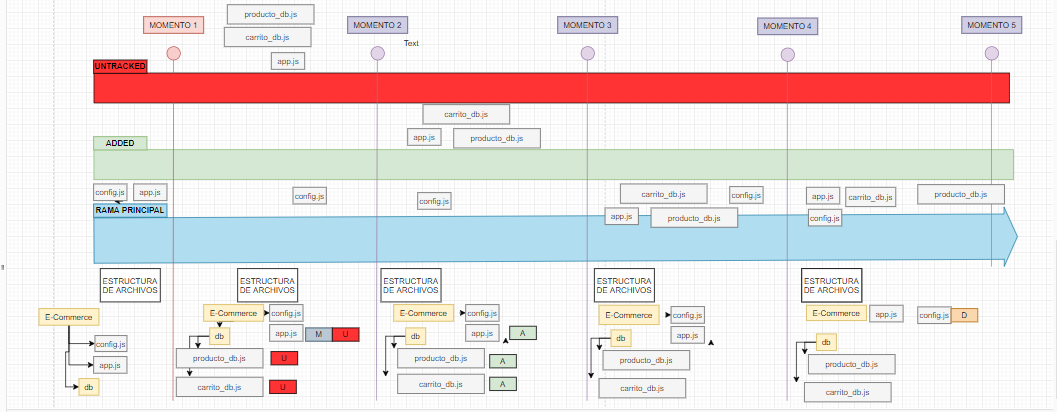 producto_db.js
MOMENTO 1
MOMENTO 2
MOMENTO 3
MOMENTO 4
MOMENTO 5
carrito_db.js
Text
app.js
UNTRACKED
carrito_db.js
app.js
producto_db.js
ADDED
config.js
app.js
config.js
config.js
carrito_db.js
config.js
app.js
carrito_db.js
producto_db.js
RAMA PRINCIPAL
app.js
producto_db.js
config.js
ESTRUCTURA
DE ARCHIVOS
ESTRUCTURA
DE ARCHIVOS
ESTRUCTURA
DE ARCHIVOS
ESTRUCTURA
DE ARCHIVOS
ESTRUCTURA
DE ARCHIVOS
E-Commerce
config.js
app.js
db
E-Commerce
config.js
app.js
M
U
db
producto_db.js
U
carrito_db.js
U
E-Commerce
config.js
app.js
A
db
producto_db.js
A
carrito_db.js
A
E-Commerce
config.js
app.js
db
producto_db.js
carrito_db.js
E-Commerce
app.js
config.js
D
db
producto_db.js
carrito_db.js